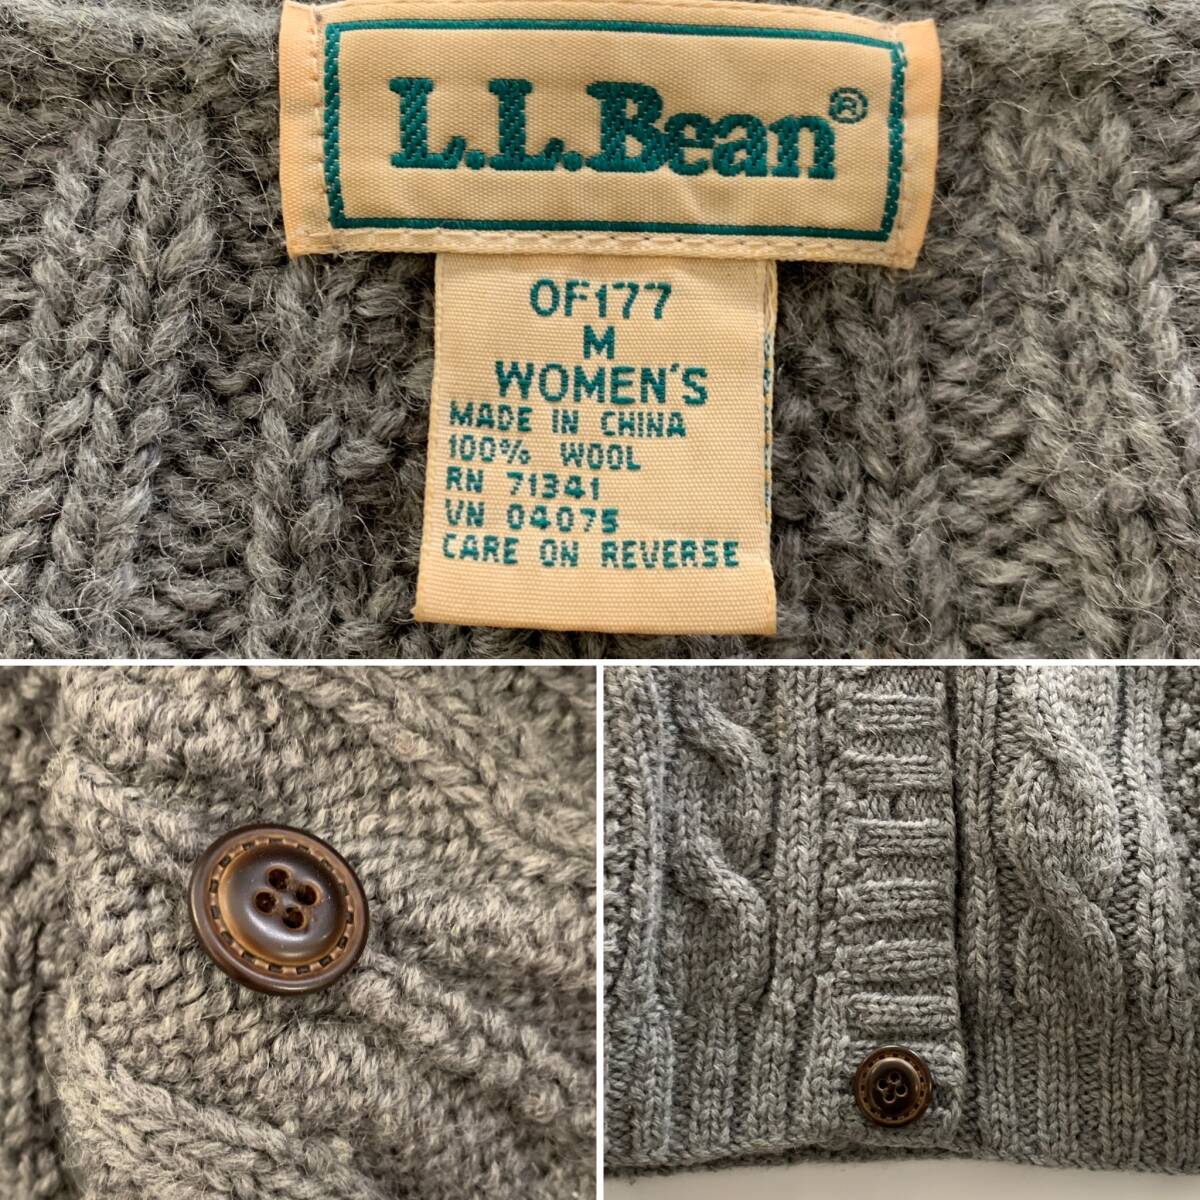 L.L.Bean®
OF177
M
WOMEN'S
MADE IN CHINA
100% WOOL
RN 71341
VN 04075
CARE ON REVERSE